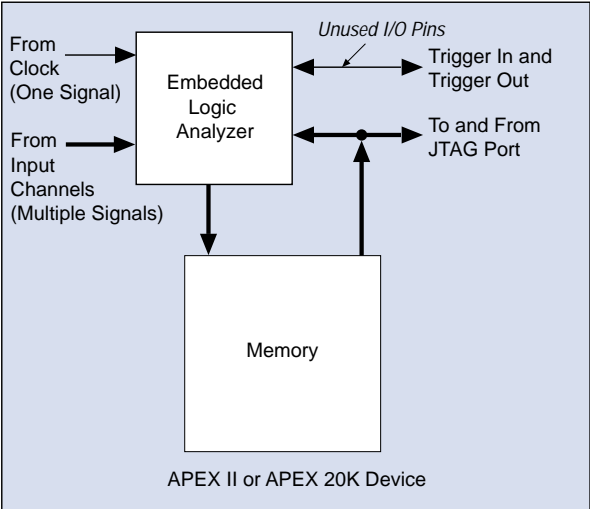 Unused I/O Pins
From
Clock
(One Signal)
Embedded
Logic
Analyzer
Trigger In and
Trigger Out
From
Input
Channels
(Multiple Signals)
To and From
JTAG Port
Memory
APEX II or APEX 20K Device